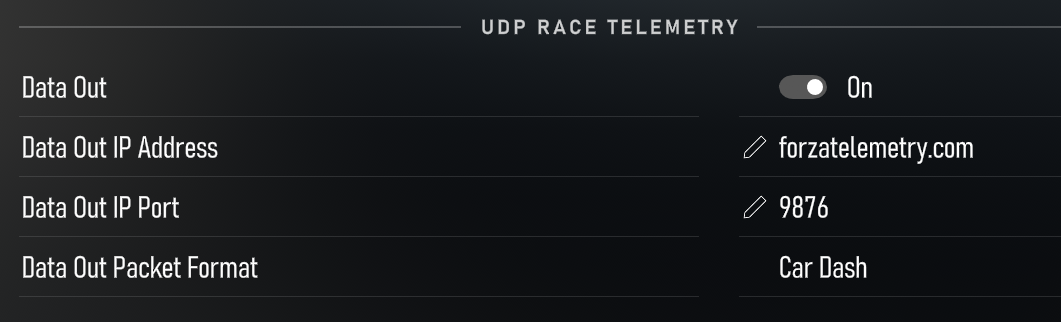 UDP RACE TELEMETRY
Data Out On
Data Out IP Address forzatelemetry.com
Data Out IP Port 9876
Data Out Packet Format Car Dash